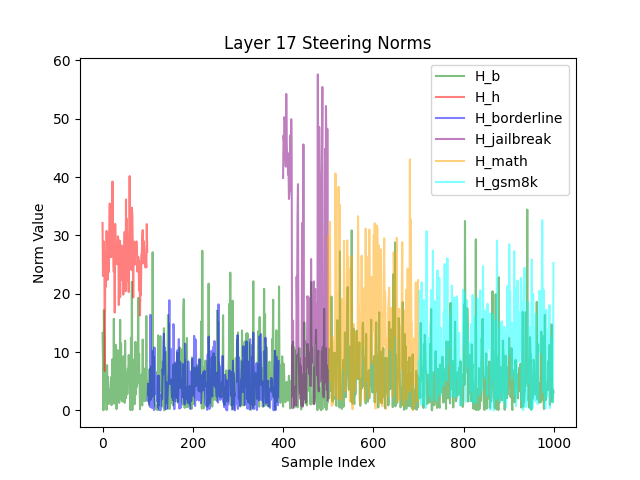 Layer 17 Steering Norms
60
50
40
30
20
10
0
Norm Value
H_b
H_h
H_borderline
H_jailbreak
H_math
H_gsm8k
0
200
400
600
800
1000
Sample Index